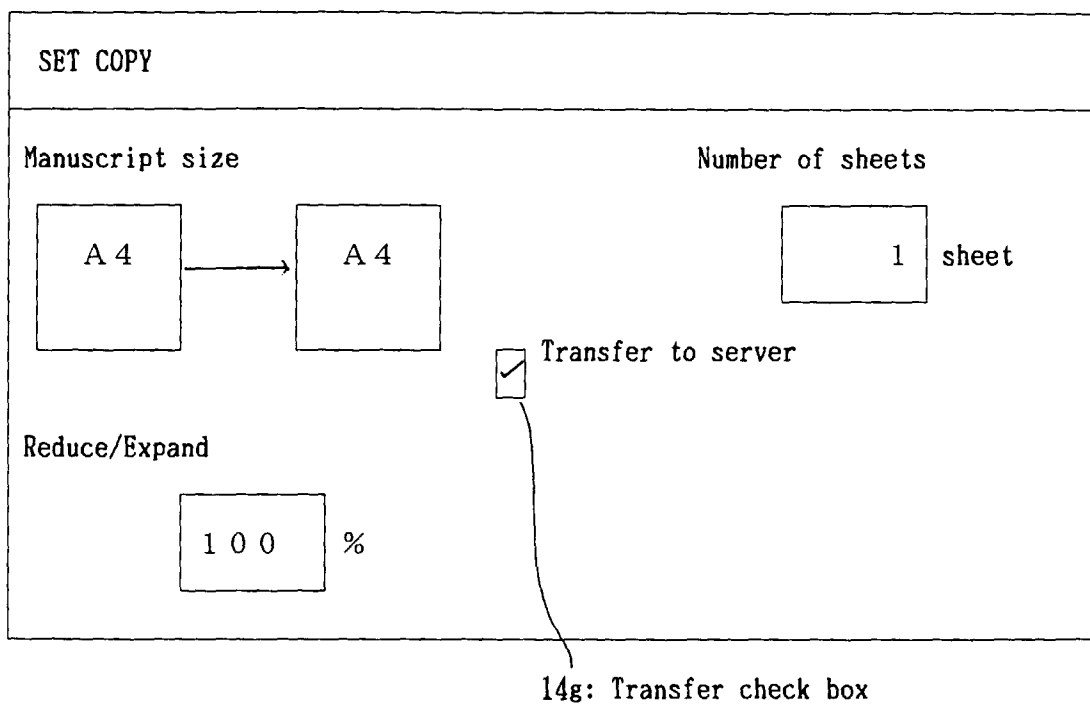 SET COPY
Manuscript size
Number of sheets
A4
A4
1 sheet
Transfer to server
Reduce/Expand
100 %
14g: Transfer check box